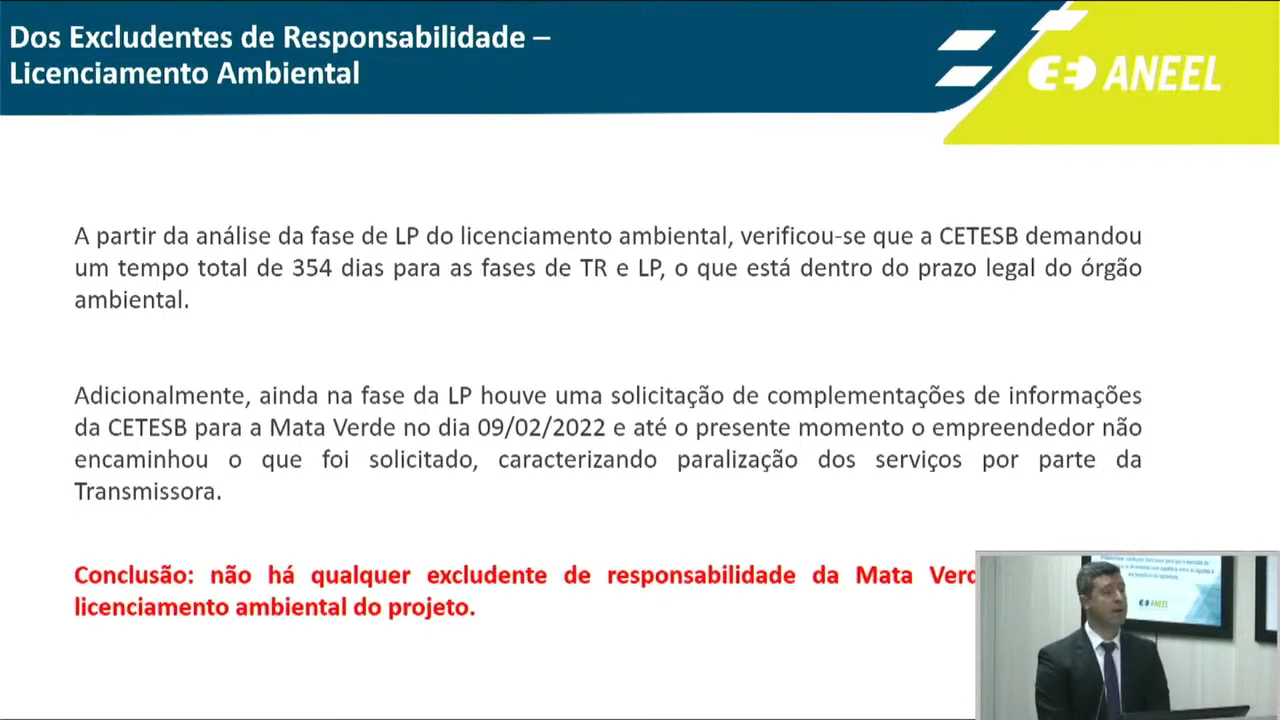 Dos Excludentes de Responsabilidade –
Licenciamento Ambiental
ANEEL
A partir da análise da fase de LP do licenciamento ambiental, verificou-se que a CETESB demandou
um tempo total de 354 dias para as fases de TR e LP, o que está dentro do prazo legal do órgão
ambiental.
Adicionalmente, ainda na fase da LP houve uma solicitação de complementações de informações
da CETESB para a Mata Verde no dia 09/02/2022 e até o presente momento o empreendedor não
encaminhou o que foi solicitado, caracterizando paralização dos serviços por parte da
Transmissora.
Conclusão: não há qualquer excludente de responsabilidade da Mata
licenciamento ambiental do projeto.
ANEEL